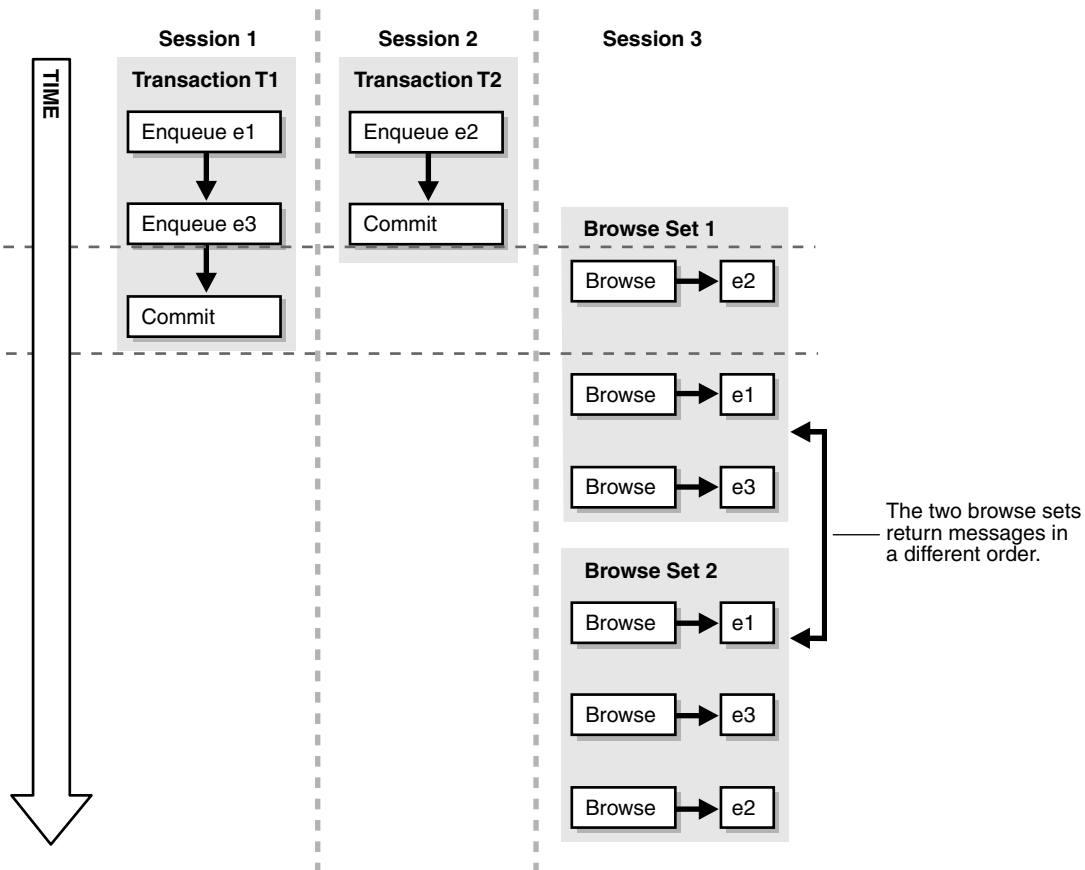 Session 1
Session 2
Session 3
TIME
Transaction T1
Enqueue e1
Enqueue e3
Commit
Transaction T2
Enqueue e2
Commit
Browse Set 1
Browse
e2
Browse
e1
Browse
e3
The two browse sets
return messages in
a different order.
Browse Set 2
Browse
e1
Browse
e3
Browse
e2